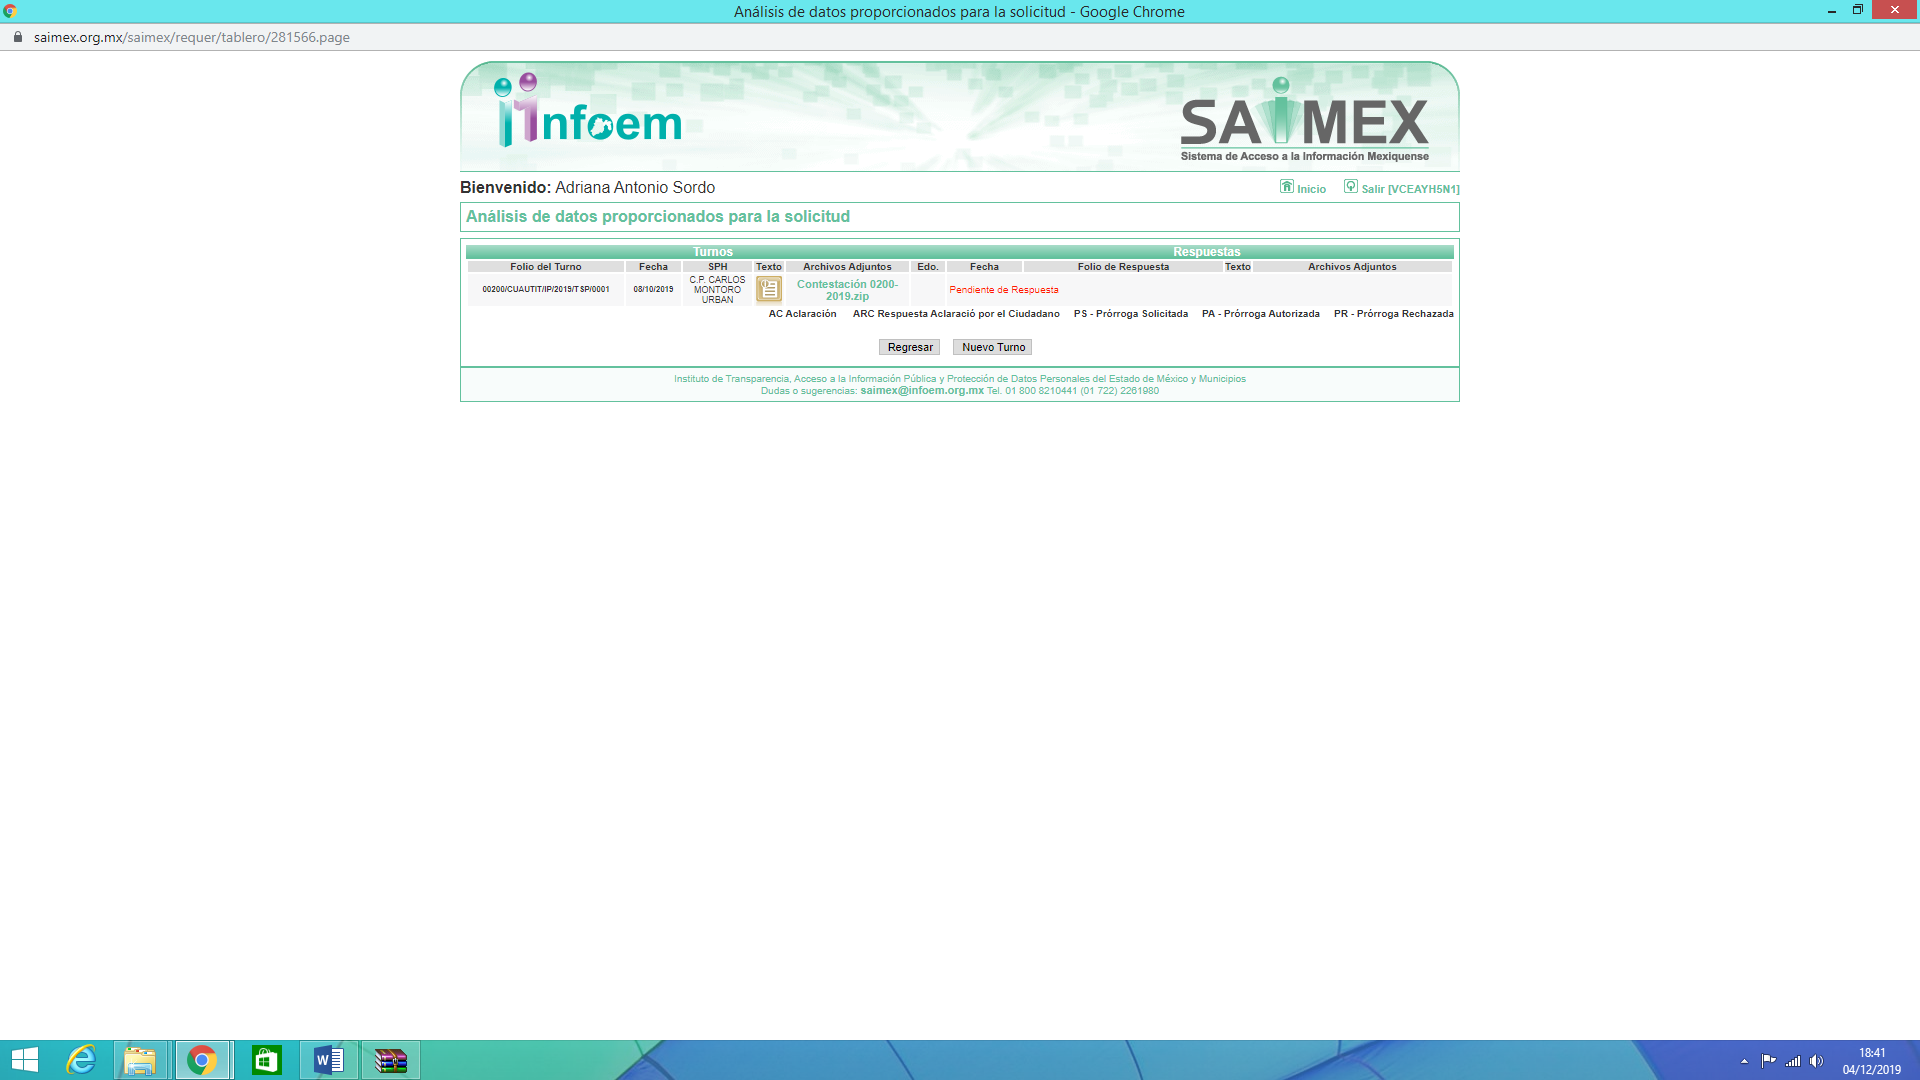 Análisis de datos proporcionados para la solicitud - Google Chrome
saimex.org.mx/saimex/requer/tablero/281566.page
infoem
SAIMEX
Sistema de Acceso a la Información Mexiquense
Bienvenido: Adriana Antonio Sordo
Inicio Salir [VCEAYH5N1]
Análisis de datos proporcionados para la solicitud
Turnos Respuestas
Folio del Turno Fecha SPH Texto Archivos Adjuntos Edo. Fecha Folio de Respuesta Texto Archivos Adjuntos
00200/CUAUTIT/IP/2019/TSP/0001 08/10/2019 C.P. CARLOS MONTORO URBAN Contestación 0200-2019.zip Pendiente de Respuesta
AC Aclaración ARC Respuesta Aclaració por el Ciudadano PS - Prórroga Solicitada PA - Prórroga Autorizada PR - Prórroga Rechazada
Regresar Nuevo Turno
Instituto de Transparencia, Acceso a la Información Pública y Protección de Datos Personales del Estado de México y Municipios
Dudas o sugerencias: saimex@infoem.org.mx Tel. 01 800 8210441 (01 722) 2261980
18:41
04/12/2019